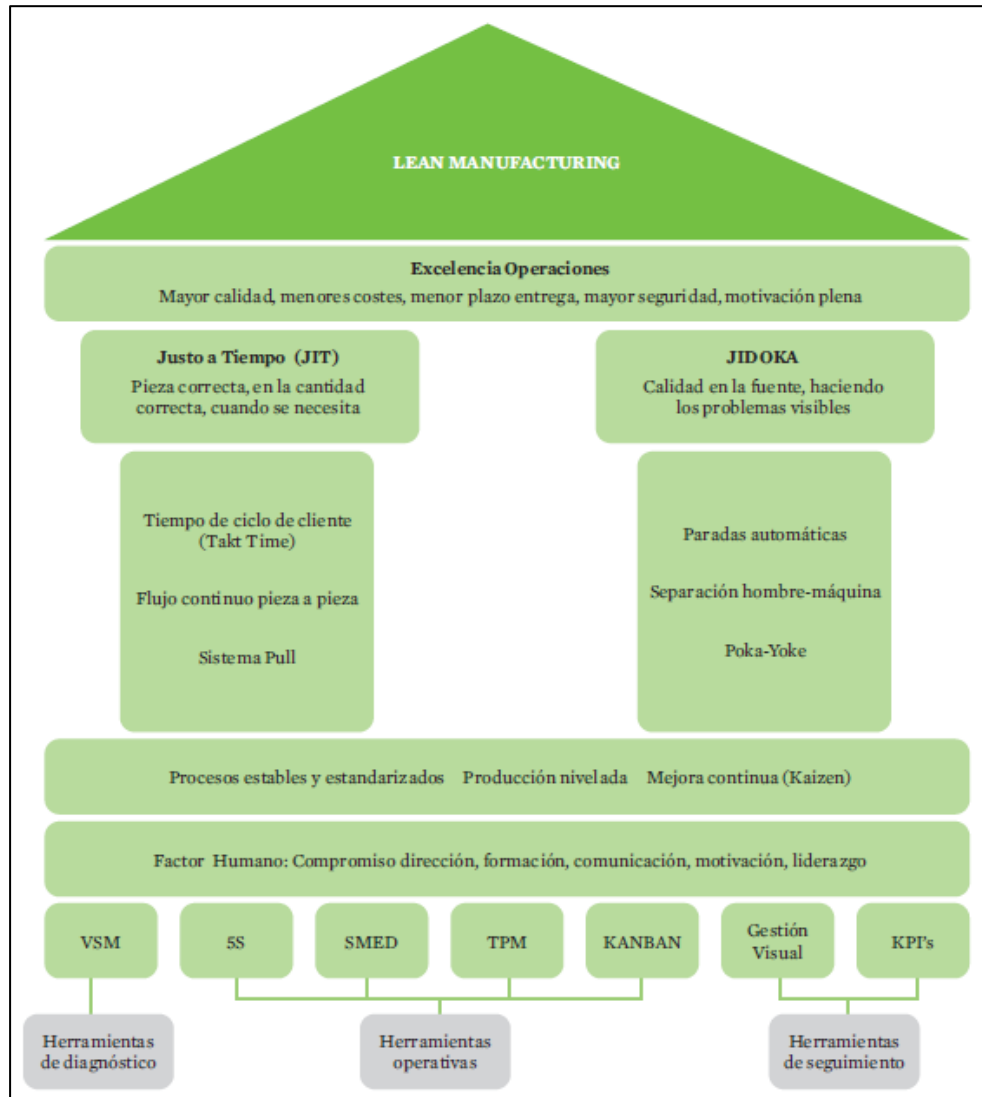 LEAN MANUFACTURING
Excelencia Operaciones
Mayor calidad, menores costes, menor plazo entrega, mayor seguridad, motivación plena
Justo a Tiempo (JIT)
Pieza correcta, en la cantidad
correcta, cuando se necesita
JIDOKA
Calidad en la fuente, haciendo
los problemas visibles
Tiempo de ciclo de cliente
(Takt Time)
Flujo continuo pieza a pieza
Sistema Pull
Paradas automáticas
Separación hombre-máquina
Poka-Yoke
Procesos estables y estandarizados Producción nivelada Mejora continua (Kaizen)
Factor Humano: Compromiso dirección, formación, comunicación, motivación, liderazgo
VSM
5S
SMED
TPM
KANBAN
Gestión
Visual
KPI's
Herramientas
de diagnóstico
Herramientas
operativas
Herramientas
de seguimiento